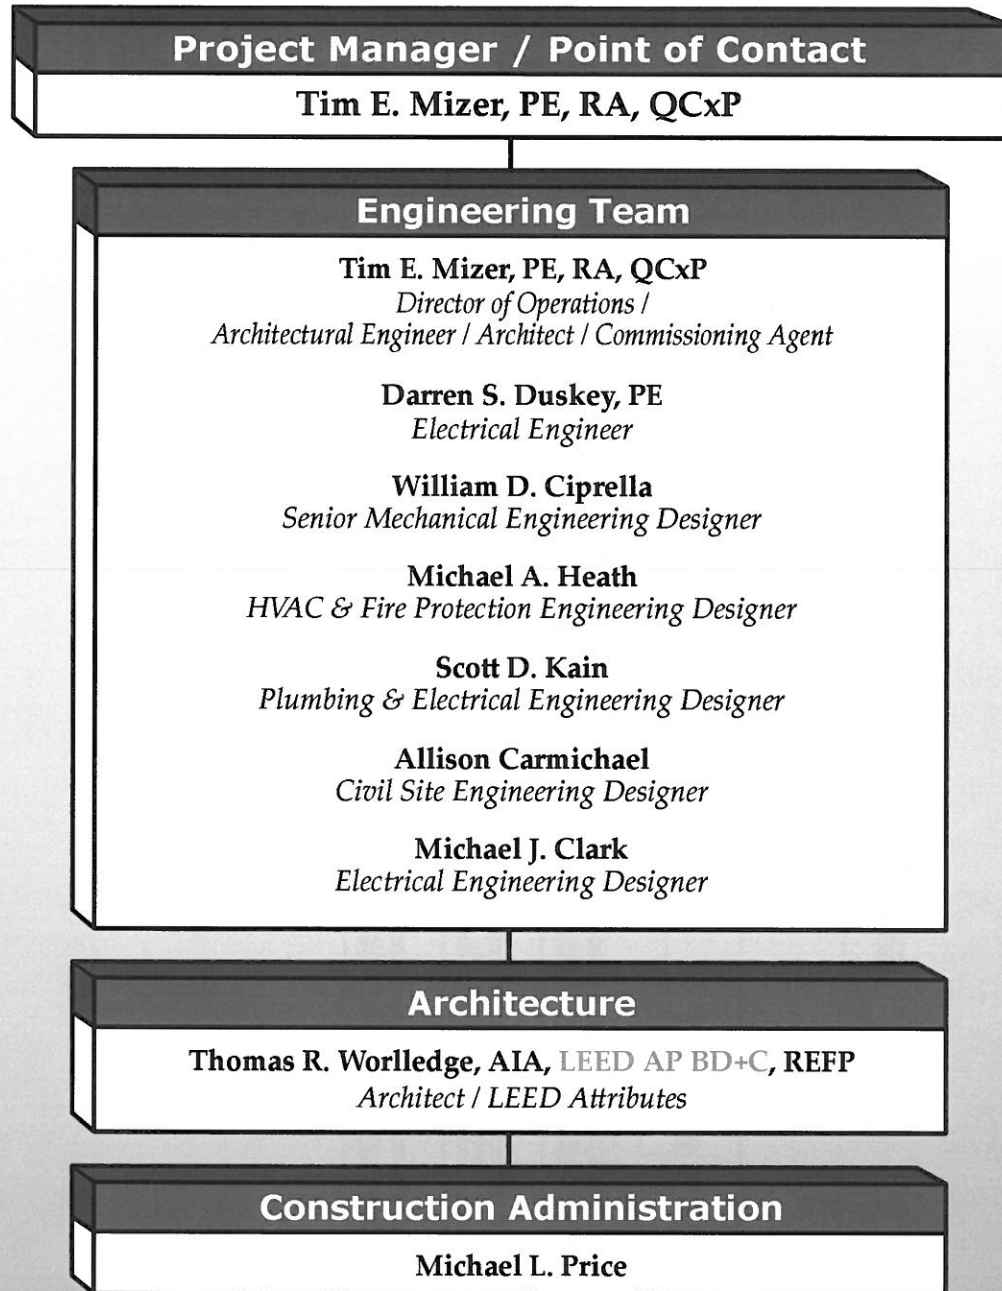 Project Manager / Point of Contact
Tim E. Mizer, PE, RA, QCxP
Engineering Team
Tim E. Mizer, PE, RA, QCxP
Director of Operations /
Architectural Engineer / Architect / Commissioning Agent
Darren S. Duskey, PE
Electrical Engineer
William D. Ciprella
Senior Mechanical Engineering Designer
Michael A. Heath
HVAC & Fire Protection Engineering Designer
Scott D. Kain
Plumbing & Electrical Engineering Designer
Allison Carmichael
Civil Site Engineering Designer
Michael J. Clark
Electrical Engineering Designer
Architecture
Thomas R. Worlledge, AIA, LEED AP BD+C, REFP
Architect / LEED Attributes
Construction Administration
Michael L. Price